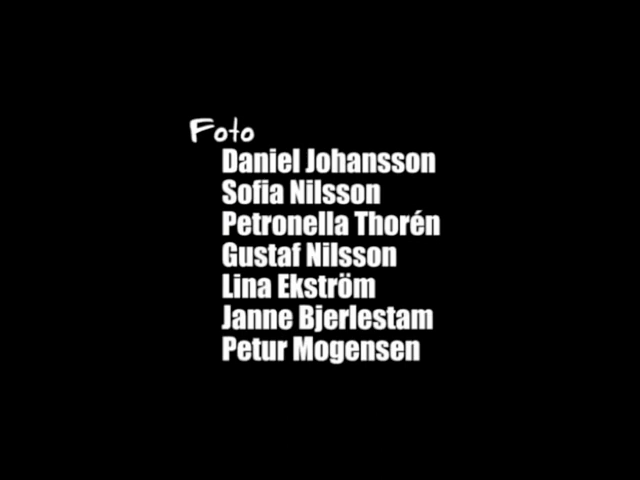 Foto
Daniel Johansson
Sofia Nilsson
Petronella Thorén
Gustaf Nilsson
Lina Ekström
Janne Bjerlestam
Petur Mogensen